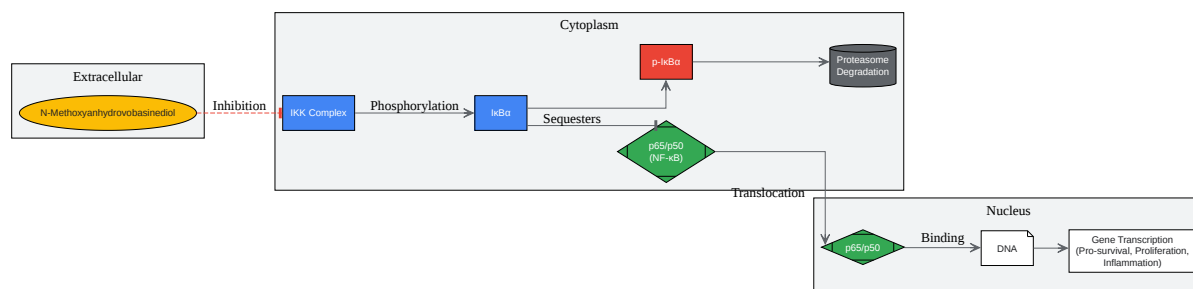 Cytoplasm
Extracellular
N-Methoxyanhydrovobasinediol
Inhibition
IKK Complex
Phosphorylation
IκBα
Sequesters
p-IκBα
Proteasome
Degradation
p65/p50
(NF-κB)
Translocation
Nucleus
p65/p50
Binding
DNA
Gene Transcription
(Pro-survival, Proliferation,
Inflammation)